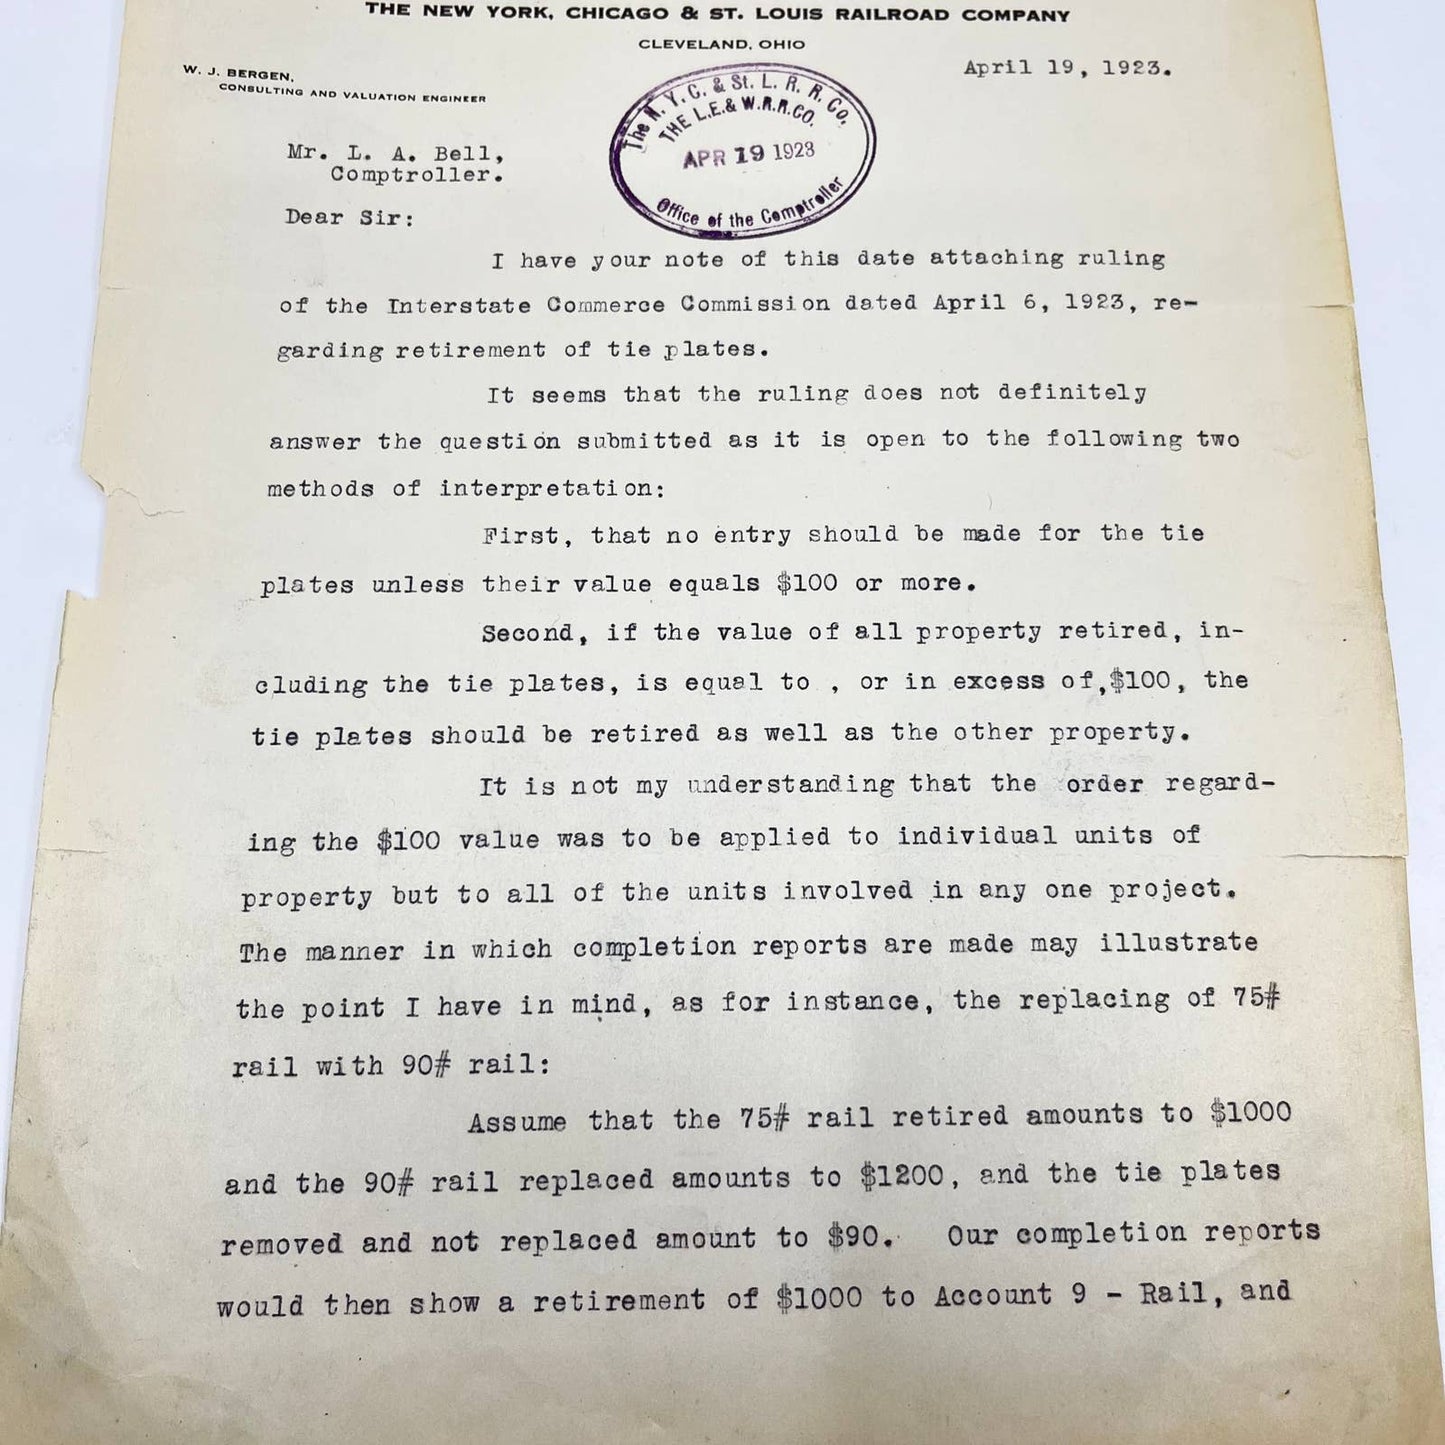 THE NEW YORK, CHICAGO & ST. LOUIS RAILROAD COMPANY
CLEVELAND, OHIO
April 19, 1923.
W. J. BERGEN,
CONSULTING AND VALUATION ENGINEER
The N. Y. C. & St. L. R. R. Co.
THE L.E. & W.R.R.CO.
APR 19 1923
Office of the Comptroller
Mr. L. A. Bell,
Comptroller.
Dear Sir:
I have your note of this date attaching ruling
of the Interstate Commerce Commission dated April 6, 1923, re-
garding retirement of tie plates.
It seems that the ruling does not definitely
answer the question submitted as it is open to the following two
methods of interpretation:
First, that no entry should be made for the tie
plates unless their value equals $100 or more.
Second, if the value of all property retired, in-
cluding the tie plates, is equal to , or in excess of,$100, the
tie plates should be retired as well as the other property.
It is not my understanding that the order regard-
ing the $100 value was to be applied to individual units of
property but to all of the units involved in any one project.
The manner in which completion reports are made may illustrate
the point I have in mind, as for instance, the replacing of 75#
rail with 90# rail:
Assume that the 75# rail retired amounts to $1000
and the 90# rail replaced amounts to $1200, and the tie plates
removed and not replaced amount to $90. Our completion reports
would then show a retirement of $1000 to Account 9 - Rail, and